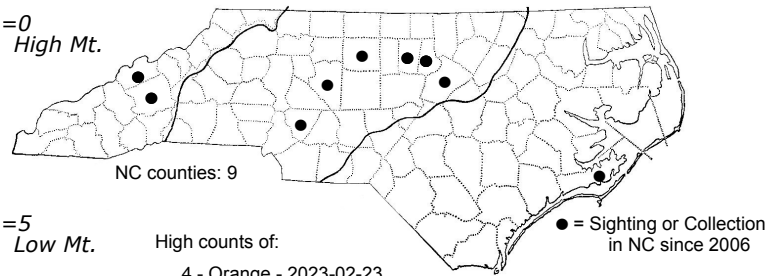 =0
High Mt.
NC counties: 9
=5
Low Mt.
High counts of:
● = Sighting or Collection
in NC since 2006
4 - Orange - 2023-02-23